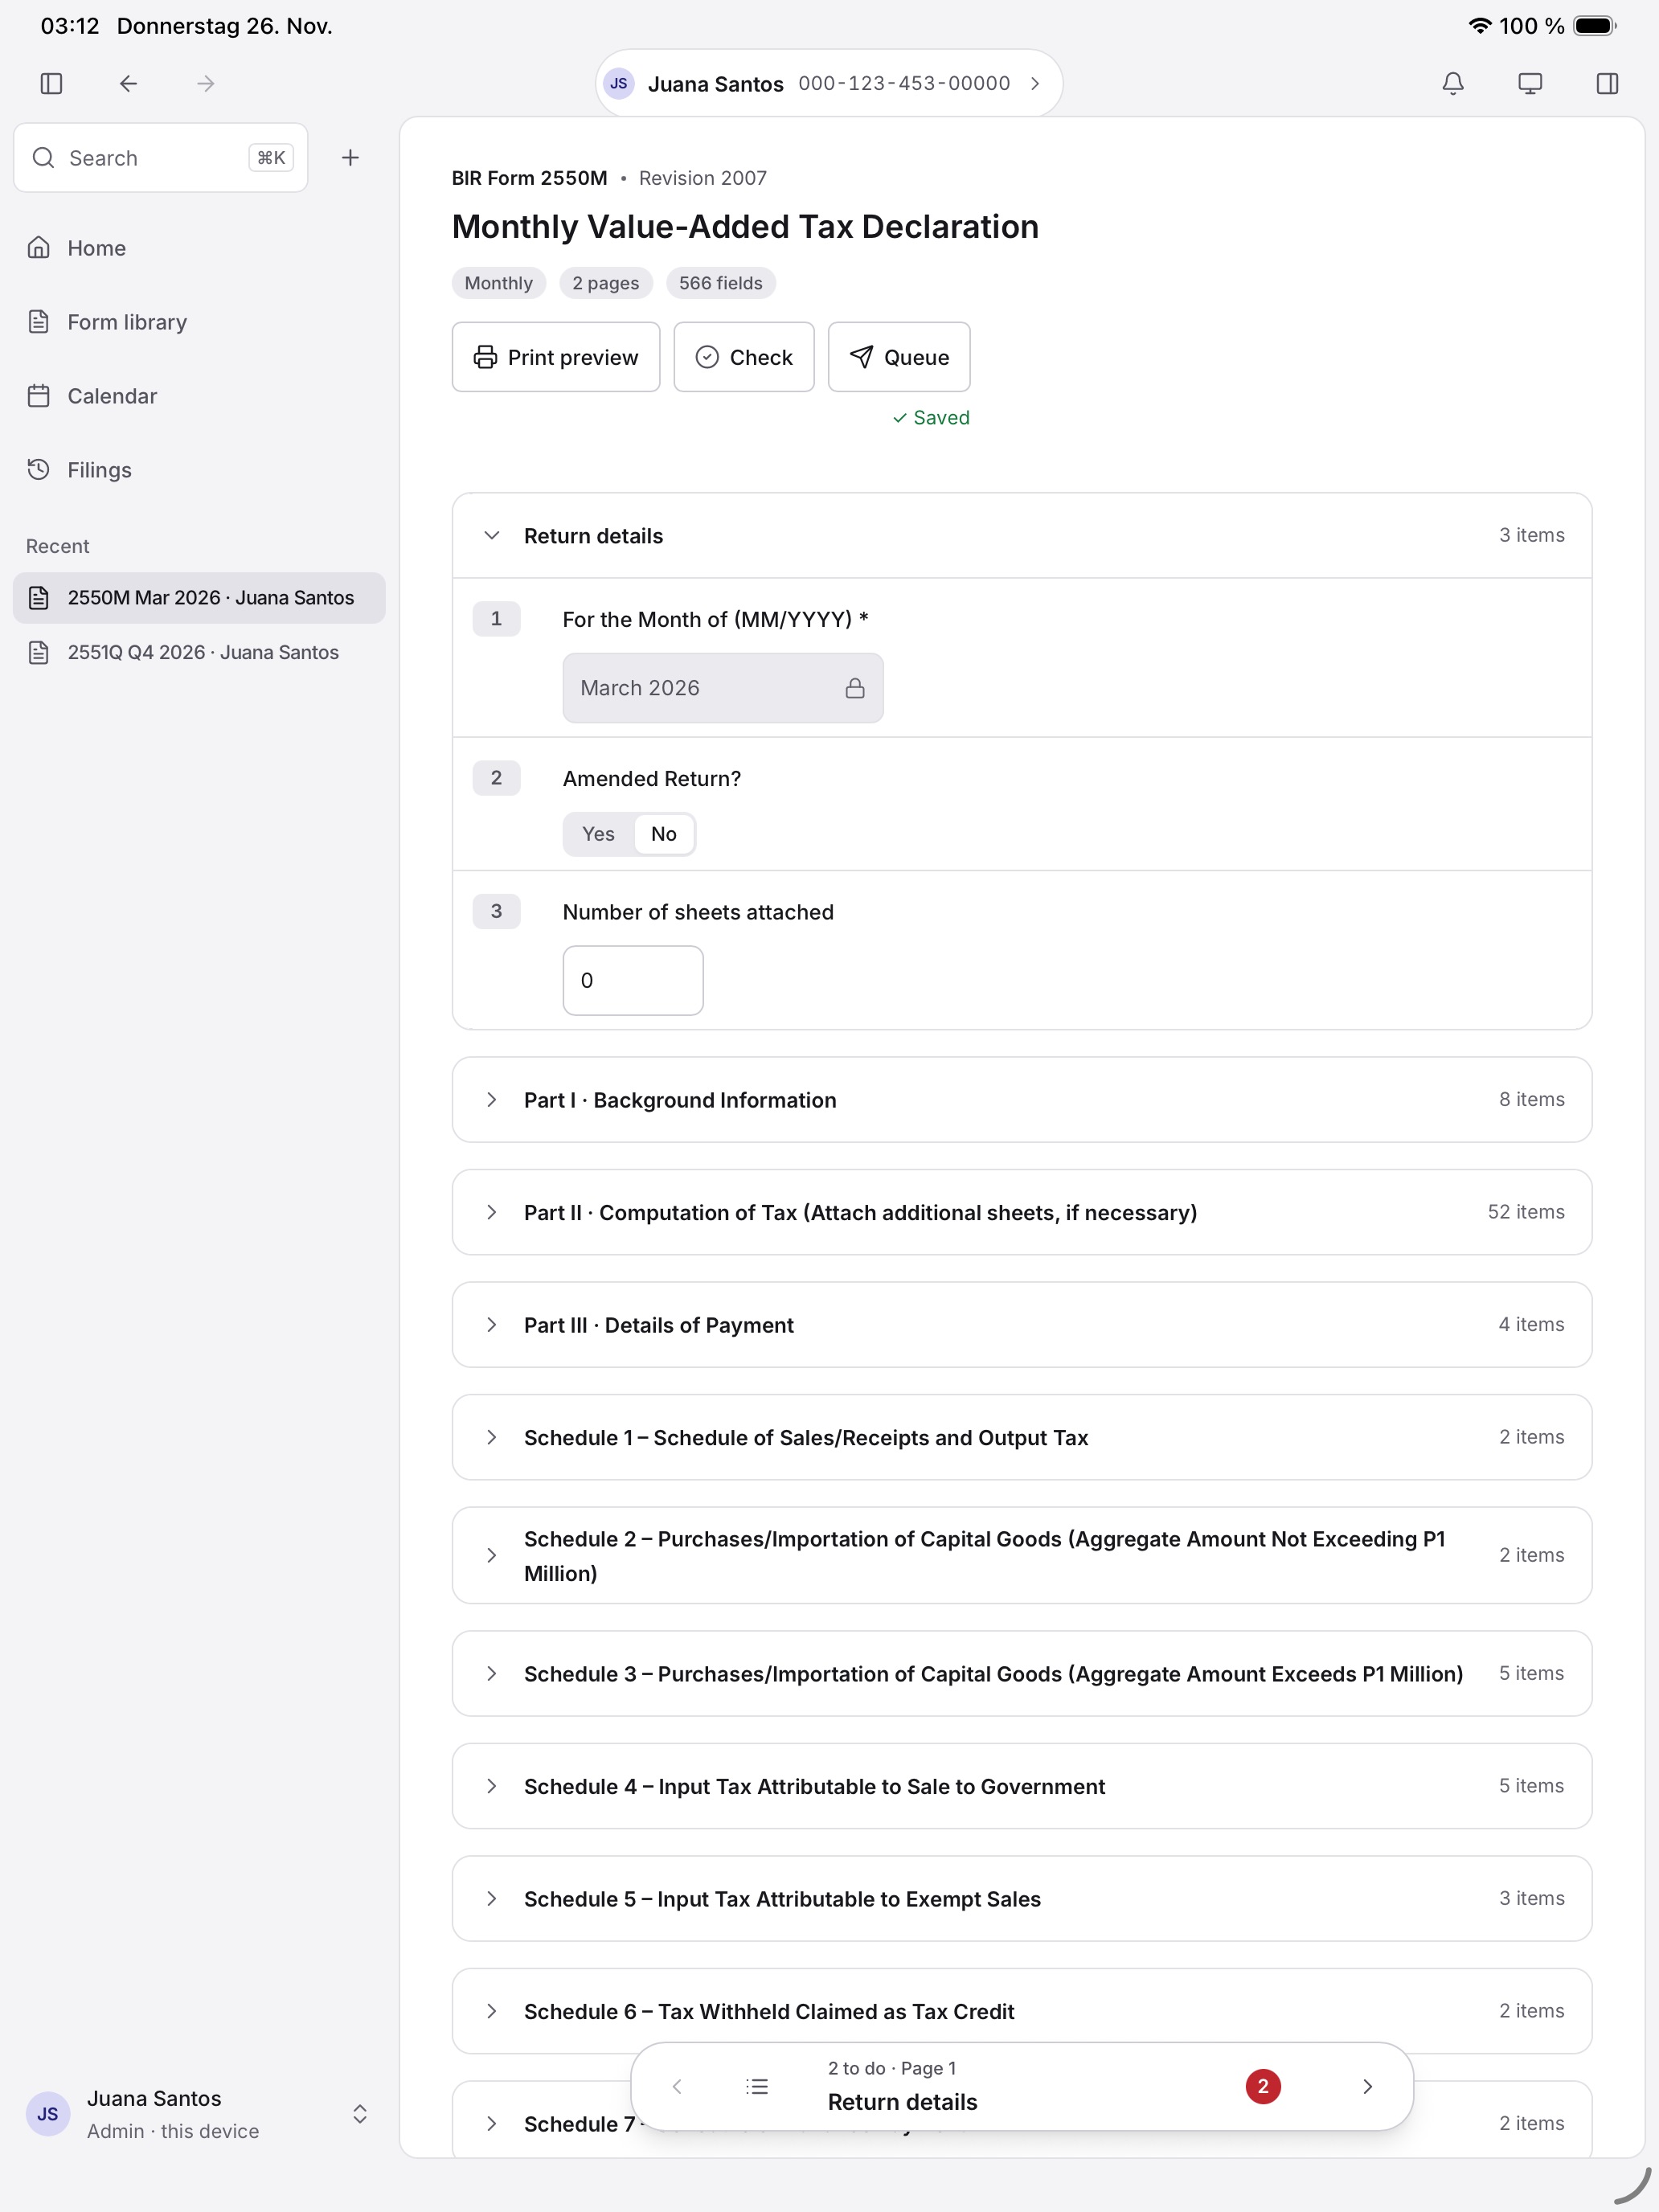 03:12 Donnerstag 26. Nov.
100 %
JS Juana Santos 000-123-453-00000
Search ⌘K
Home
Form library
Calendar
Filings
Recent
2550M Mar 2026 · Juana Santos
2551Q Q4 2026 · Juana Santos
JS Juana Santos
Admin · this device
BIR Form 2550M • Revision 2007
Monthly Value-Added Tax Declaration
Monthly 2 pages 566 fields
Print preview Check Queue
Saved
Return details 3 items
1 For the Month of (MM/YYYY) *
March 2026
2 Amended Return?
Yes No
3 Number of sheets attached
0
Part I · Background Information 8 items
Part II · Computation of Tax (Attach additional sheets, if necessary) 52 items
Part III · Details of Payment 4 items
Schedule 1 – Schedule of Sales/Receipts and Output Tax 2 items
Schedule 2 – Purchases/Importation of Capital Goods (Aggregate Amount Not Exceeding P1
Million) 2 items
Schedule 3 – Purchases/Importation of Capital Goods (Aggregate Amount Exceeds P1 Million) 5 items
Schedule 4 – Input Tax Attributable to Sale to Government 5 items
Schedule 5 – Input Tax Attributable to Exempt Sales 3 items
Schedule 6 – Tax Withheld Claimed as Tax Credit 2 items
Schedule 7 2 items
2 to do · Page 1
Return details
2